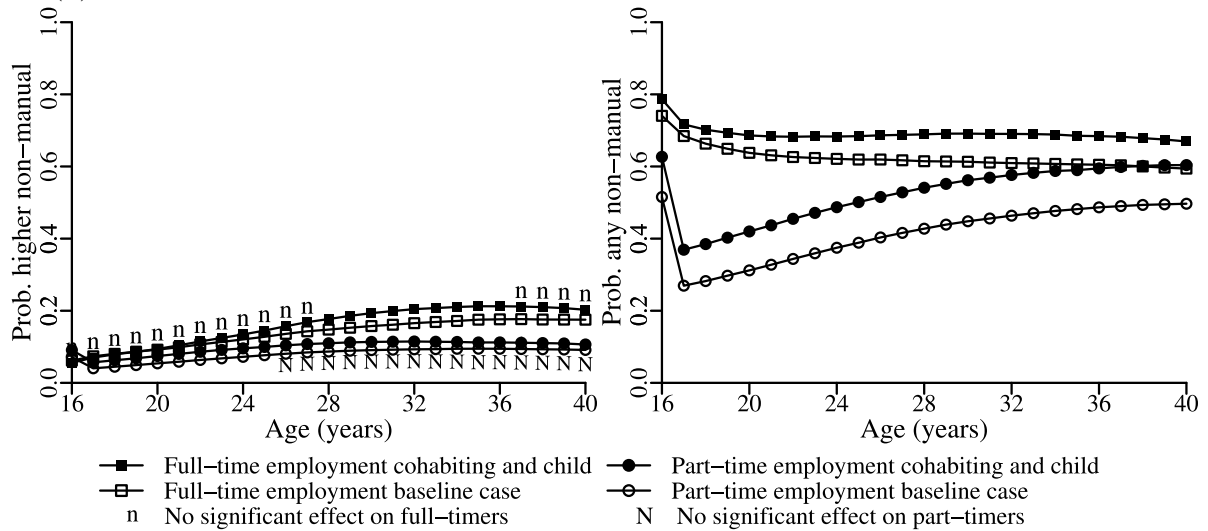 Prob. higher non−manual
1.0
0.8
0.6
0.4
0.2
0.0
n n n n n n n n n n n n n n n
N N N N N N N N N N N N N N N
16 20 24 28 32 36 40
Age (years)
Prob. any non−manual
1.0
0.8
0.6
0.4
0.2
0.0
16 20 24 28 32 36 40
Age (years)
Full−time employment cohabiting and child
Part−time employment cohabiting and child
Full−time employment baseline case
Part−time employment baseline case
n No significant effect on full−timers
N No significant effect on part−timers